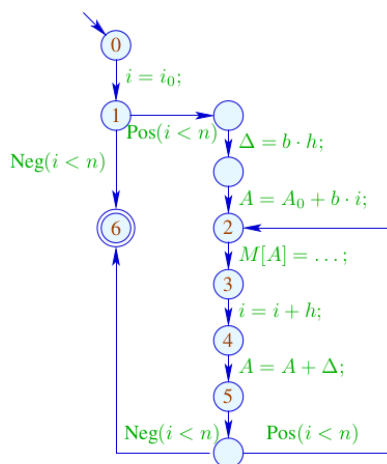 0
i = i₀;
1
Pos(i < n)
Δ = b · h;
Neg(i < n)
A = A₀ + b · i;
6
2
M[A] = . . . ;
3
i = i + h;
4
A = A + Δ;
5
Neg(i < n)
Pos(i < n)